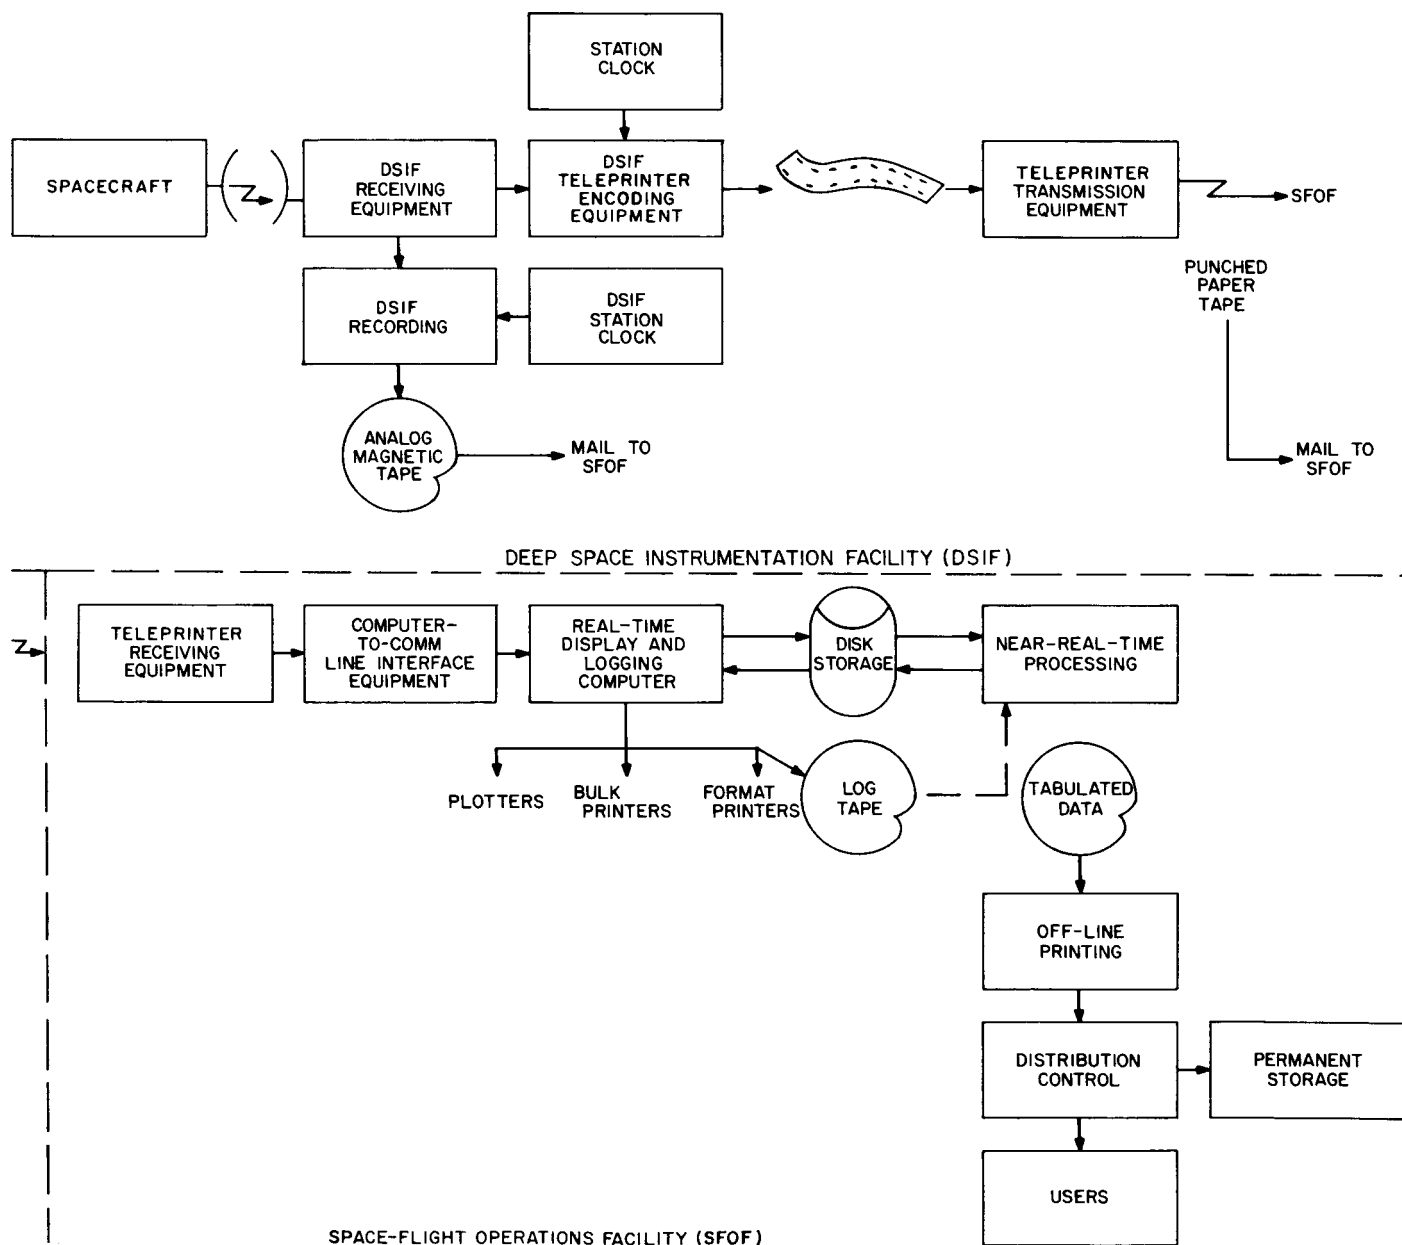 STATION
CLOCK
SPACECRAFT
DSIF
RECEIVING
EQUIPMENT
DSIF
TELEPRINTER
ENCODING
EQUIPMENT
TELEPRINTER
TRANSMISSION
EQUIPMENT
SFOF
DSIF
RECORDING
DSIF
STATION
CLOCK
PUNCHED
PAPER
TAPE
ANALOG
MAGNETIC
TAPE
MAIL TO
SFOF
MAIL TO
SFOF
DEEP SPACE INSTRUMENTATION FACILITY (DSIF)
TELEPRINTER
RECEIVING
EQUIPMENT
COMPUTER-
TO-COMM
LINE INTERFACE
EQUIPMENT
REAL-TIME
DISPLAY AND
LOGGING
COMPUTER
DISK
STORAGE
NEAR-REAL-TIME
PROCESSING
PLOTTERS
BULK
PRINTERS
FORMAT
PRINTERS
LOG
TAPE
TABULATED
DATA
OFF-LINE
PRINTING
DISTRIBUTION
CONTROL
PERMANENT
STORAGE
USERS
SPACE-FLIGHT OPERATIONS FACILITY (SFOF)